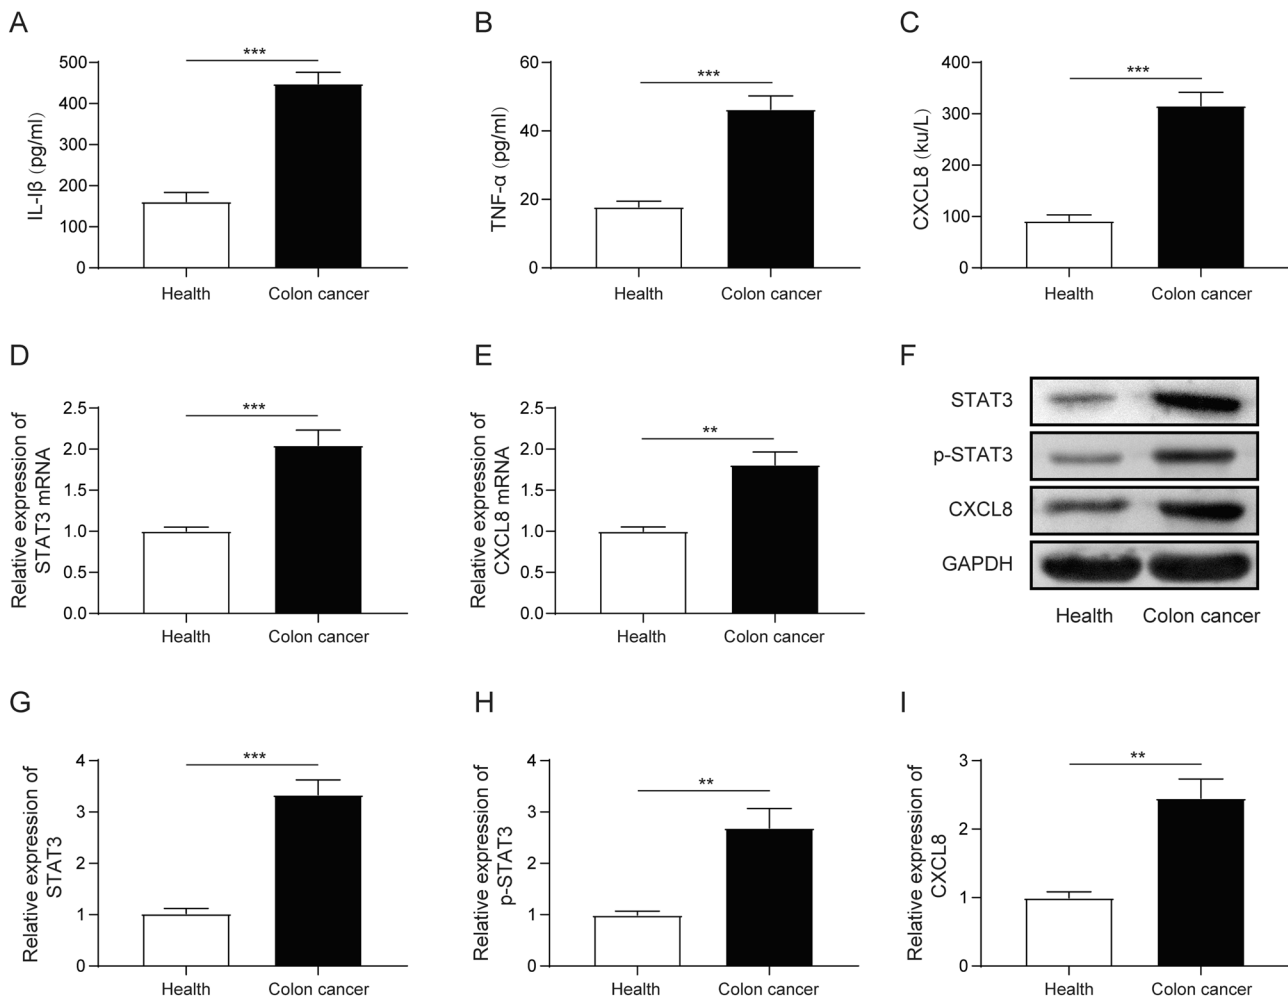 A
IL-Iβ (pg/ml)
500
400
300
200
100
0
***
Health
Colon cancer
B
TNF-α (pg/ml)
60
40
20
0
***
Health
Colon cancer
C
CXCL8 (ku/L)
400
300
200
100
0
***
Health
Colon cancer
D
Relative expression of
STAT3 mRNA
2.5
2.0
1.5
1.0
0.5
0.0
***
Health
Colon cancer
E
Relative expression of
CXCL8 mRNA
2.5
2.0
1.5
1.0
0.5
0.0
**
Health
Colon cancer
F
STAT3
p-STAT3
CXCL8
GAPDH
Health
Colon cancer
G
Relative expression of
STAT3
4
3
2
1
0
***
Health
Colon cancer
H
Relative expression of
p-STAT3
4
3
2
1
0
**
Health
Colon cancer
I
Relative expression of
CXCL8
3
2
1
0
**
Health
Colon cancer